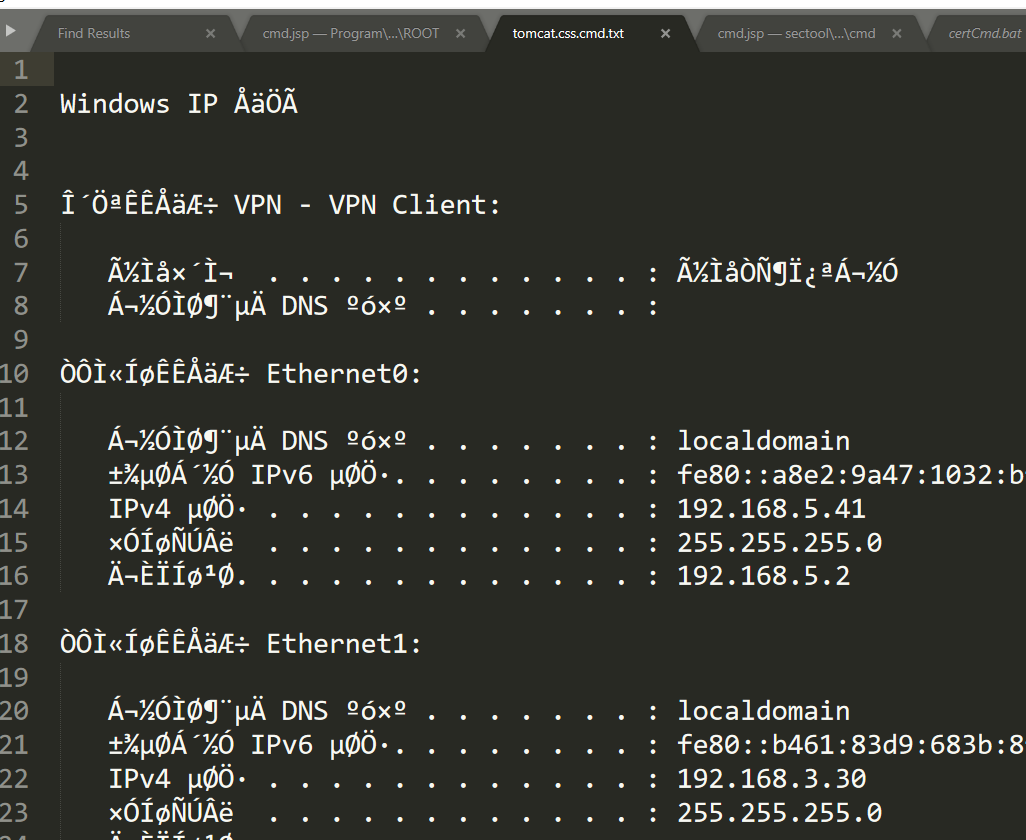 Find Results
cmd.jsp — Program\...\ROOT
tomcat.css.cmd.txt
cmd.jsp — sectool\...\cmd
certCmd.bat
1
2 Windows IP ÅäÖÃ
3
4
5 Î´ÖªÊÊÅäÆ÷ VPN - VPN Client:
6
7 Ã½Ìå×´Ì¬ . . . . . . . . . . . . : Ã½ÌåÒÑ¶Ï¿ªÁ¬½Ó
8 Á¬½ÓÌØ¶¨µÄ DNS ºó×º . . . . . . . :
9
10 ÒÔÌ«ÍøÊÊÅäÆ÷ Ethernet0:
11
12 Á¬½ÓÌØ¶¨µÄ DNS ºó×º . . . . . . . : localdomain
13 ±¾µØÁ´½Ó IPv6 µØÖ·. . . . . . . . : fe80::a8e2:9a47:1032:b
14 IPv4 µØÖ· . . . . . . . . . . . . : 192.168.5.41
15 ×ÓÍøÑÚÂë . . . . . . . . . . . . : 255.255.255.0
16 Ä¬ÈÏÍø¹Ø. . . . . . . . . . . . . : 192.168.5.2
17
18 ÒÔÌ«ÍøÊÊÅäÆ÷ Ethernet1:
19
20 Á¬½ÓÌØ¶¨µÄ DNS ºó×º . . . . . . . : localdomain
21 ±¾µØÁ´½Ó IPv6 µØÖ·. . . . . . . . : fe80::b461:83d9:683b:8
22 IPv4 µØÖ· . . . . . . . . . . . . : 192.168.3.30
23 ×ÓÍøÑÚÂë . . . . . . . . . . . . : 255.255.255.0